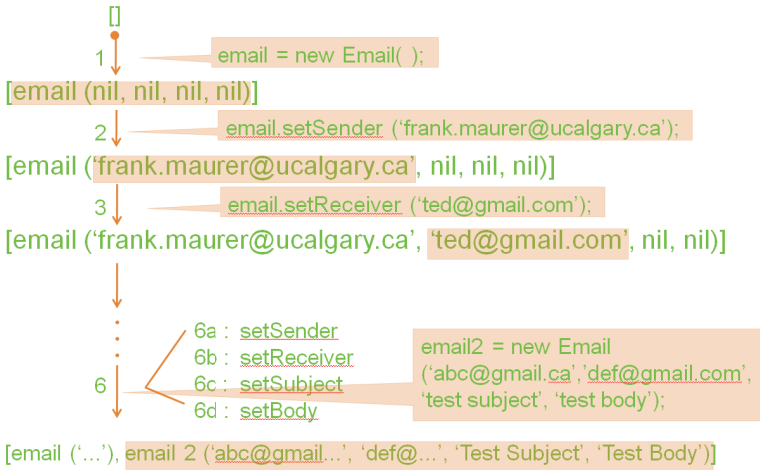 []
1
email = new Email( );
[email (nil, nil, nil, nil)]
2
email.setSender (‘frank.maurer@ucalgary.ca’);
[email (‘frank.maurer@ucalgary.ca’, nil, nil, nil)]
3
email.setReceiver (‘ted@gmail.com’);
[email (‘frank.maurer@ucalgary.ca’, ‘ted@gmail.com’, nil, nil)]
6a : setSender
6b : setReceiver
6c : setSubject
6d : setBody
6
email2 = new Email
(‘abc@gmail.ca’,’def@gmail.com’,
‘test subject’, ‘test body’);
[email (‘...’), email 2 (‘abc@gmail...’, ‘def@...’, ‘Test Subject’, ‘Test Body’)]